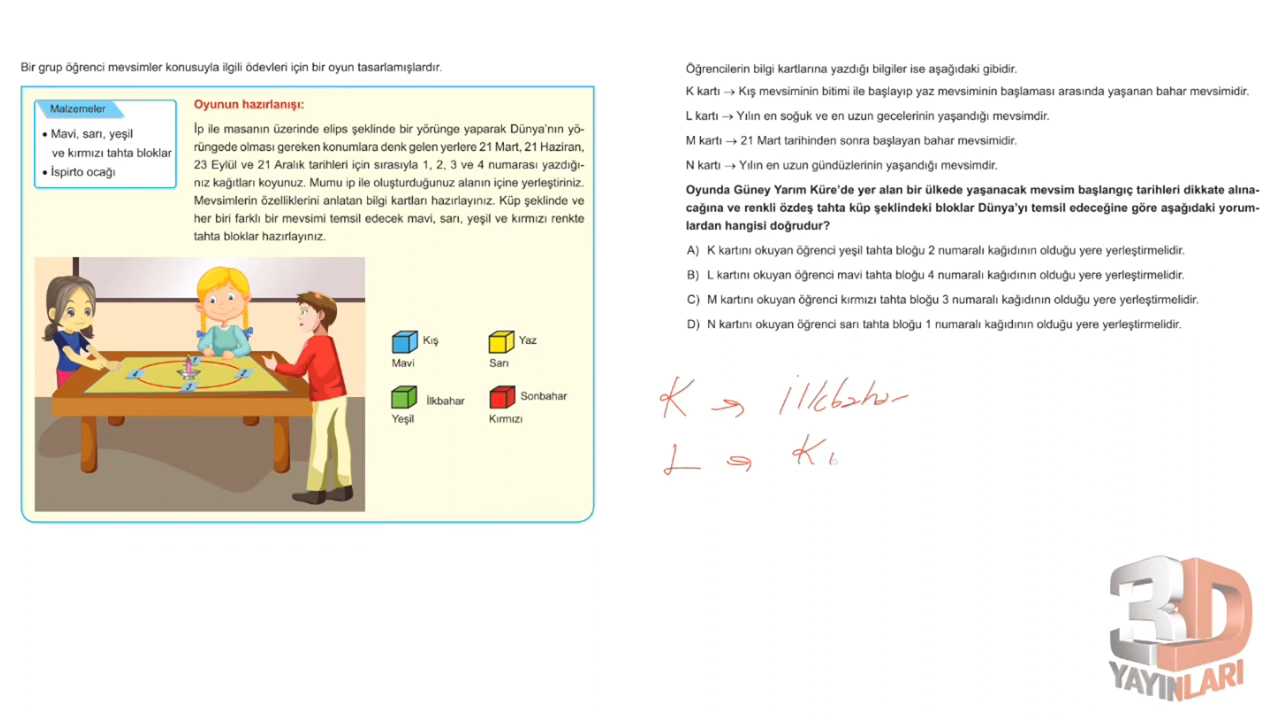 Bir grup öğrenci mevsimler konusuyla ilgili ödevleri için bir oyun tasarlamışlardır.
Malzemeler
• Mavi, sarı, yeşil
ve kırmızı tahta bloklar
• İspirto ocağı
Oyunun hazırlanışı:
İp ile masanın üzerinde elips şeklinde bir yörünge yaparak Dünya'nın yö-
rüngede olması gereken konumlara denk gelen yerlere 21 Mart, 21 Haziran,
23 Eylül ve 21 Aralık tarihleri için sırasıyla 1, 2, 3 ve 4 numarası yazdığı-
nız kağıtları koyunuz. Mumu ip ile oluşturduğunuz alanın içine yerleştiriniz.
Mevsimlerin özelliklerini anlatan bilgi kartları hazırlayınız. Küp şeklinde ve
her biri farklı bir mevsimi temsil edecek mavi, sarı, yeşil ve kırmızı renkte
tahta bloklar hazırlayınız.
Kış
Mavi
Yaz
Sarı
İlkbahar
Yeşil
Sonbahar
Kırmızı
Öğrencilerin bilgi kartlarına yazdığı bilgiler ise aşağıdaki gibidir.
K kartı → Kış mevsiminin bitimi ile başlayıp yaz mevsiminin başlaması arasında yaşanan bahar mevsimidir.
L kartı → Yılın en soğuk ve en uzun gecelerinin yaşandığı mevsimdir.
M kartı → 21 Mart tarihinden sonra başlayan bahar mevsimidir.
N kartı → Yılın en uzun gündüzlerinin yaşandığı mevsimdir.
Oyunda Güney Yarım Küre'de yer alan bir ülkede yaşanacak mevsim başlangıç tarihleri dikkate alına-
cağına ve renkli özdeş tahta küp şeklindeki bloklar Dünya'yı temsil edeceğine göre aşağıdaki yorum-
lardan hangisi doğrudur?
A) K kartını okuyan öğrenci yeşil tahta bloğu 2 numaralı kağıdının olduğu yere yerleştirmelidir.
B) L kartını okuyan öğrenci mavi tahta bloğu 4 numaralı kağıdının olduğu yere yerleştirmelidir.
C) M kartını okuyan öğrenci kırmızı tahta bloğu 3 numaralı kağıdının olduğu yere yerleştirmelidir.
D) N kartını okuyan öğrenci sarı tahta bloğu 1 numaralı kağıdının olduğu yere yerleştirmelidir.
K → ilkbahar
L → Kı
3D
YAYINLARI